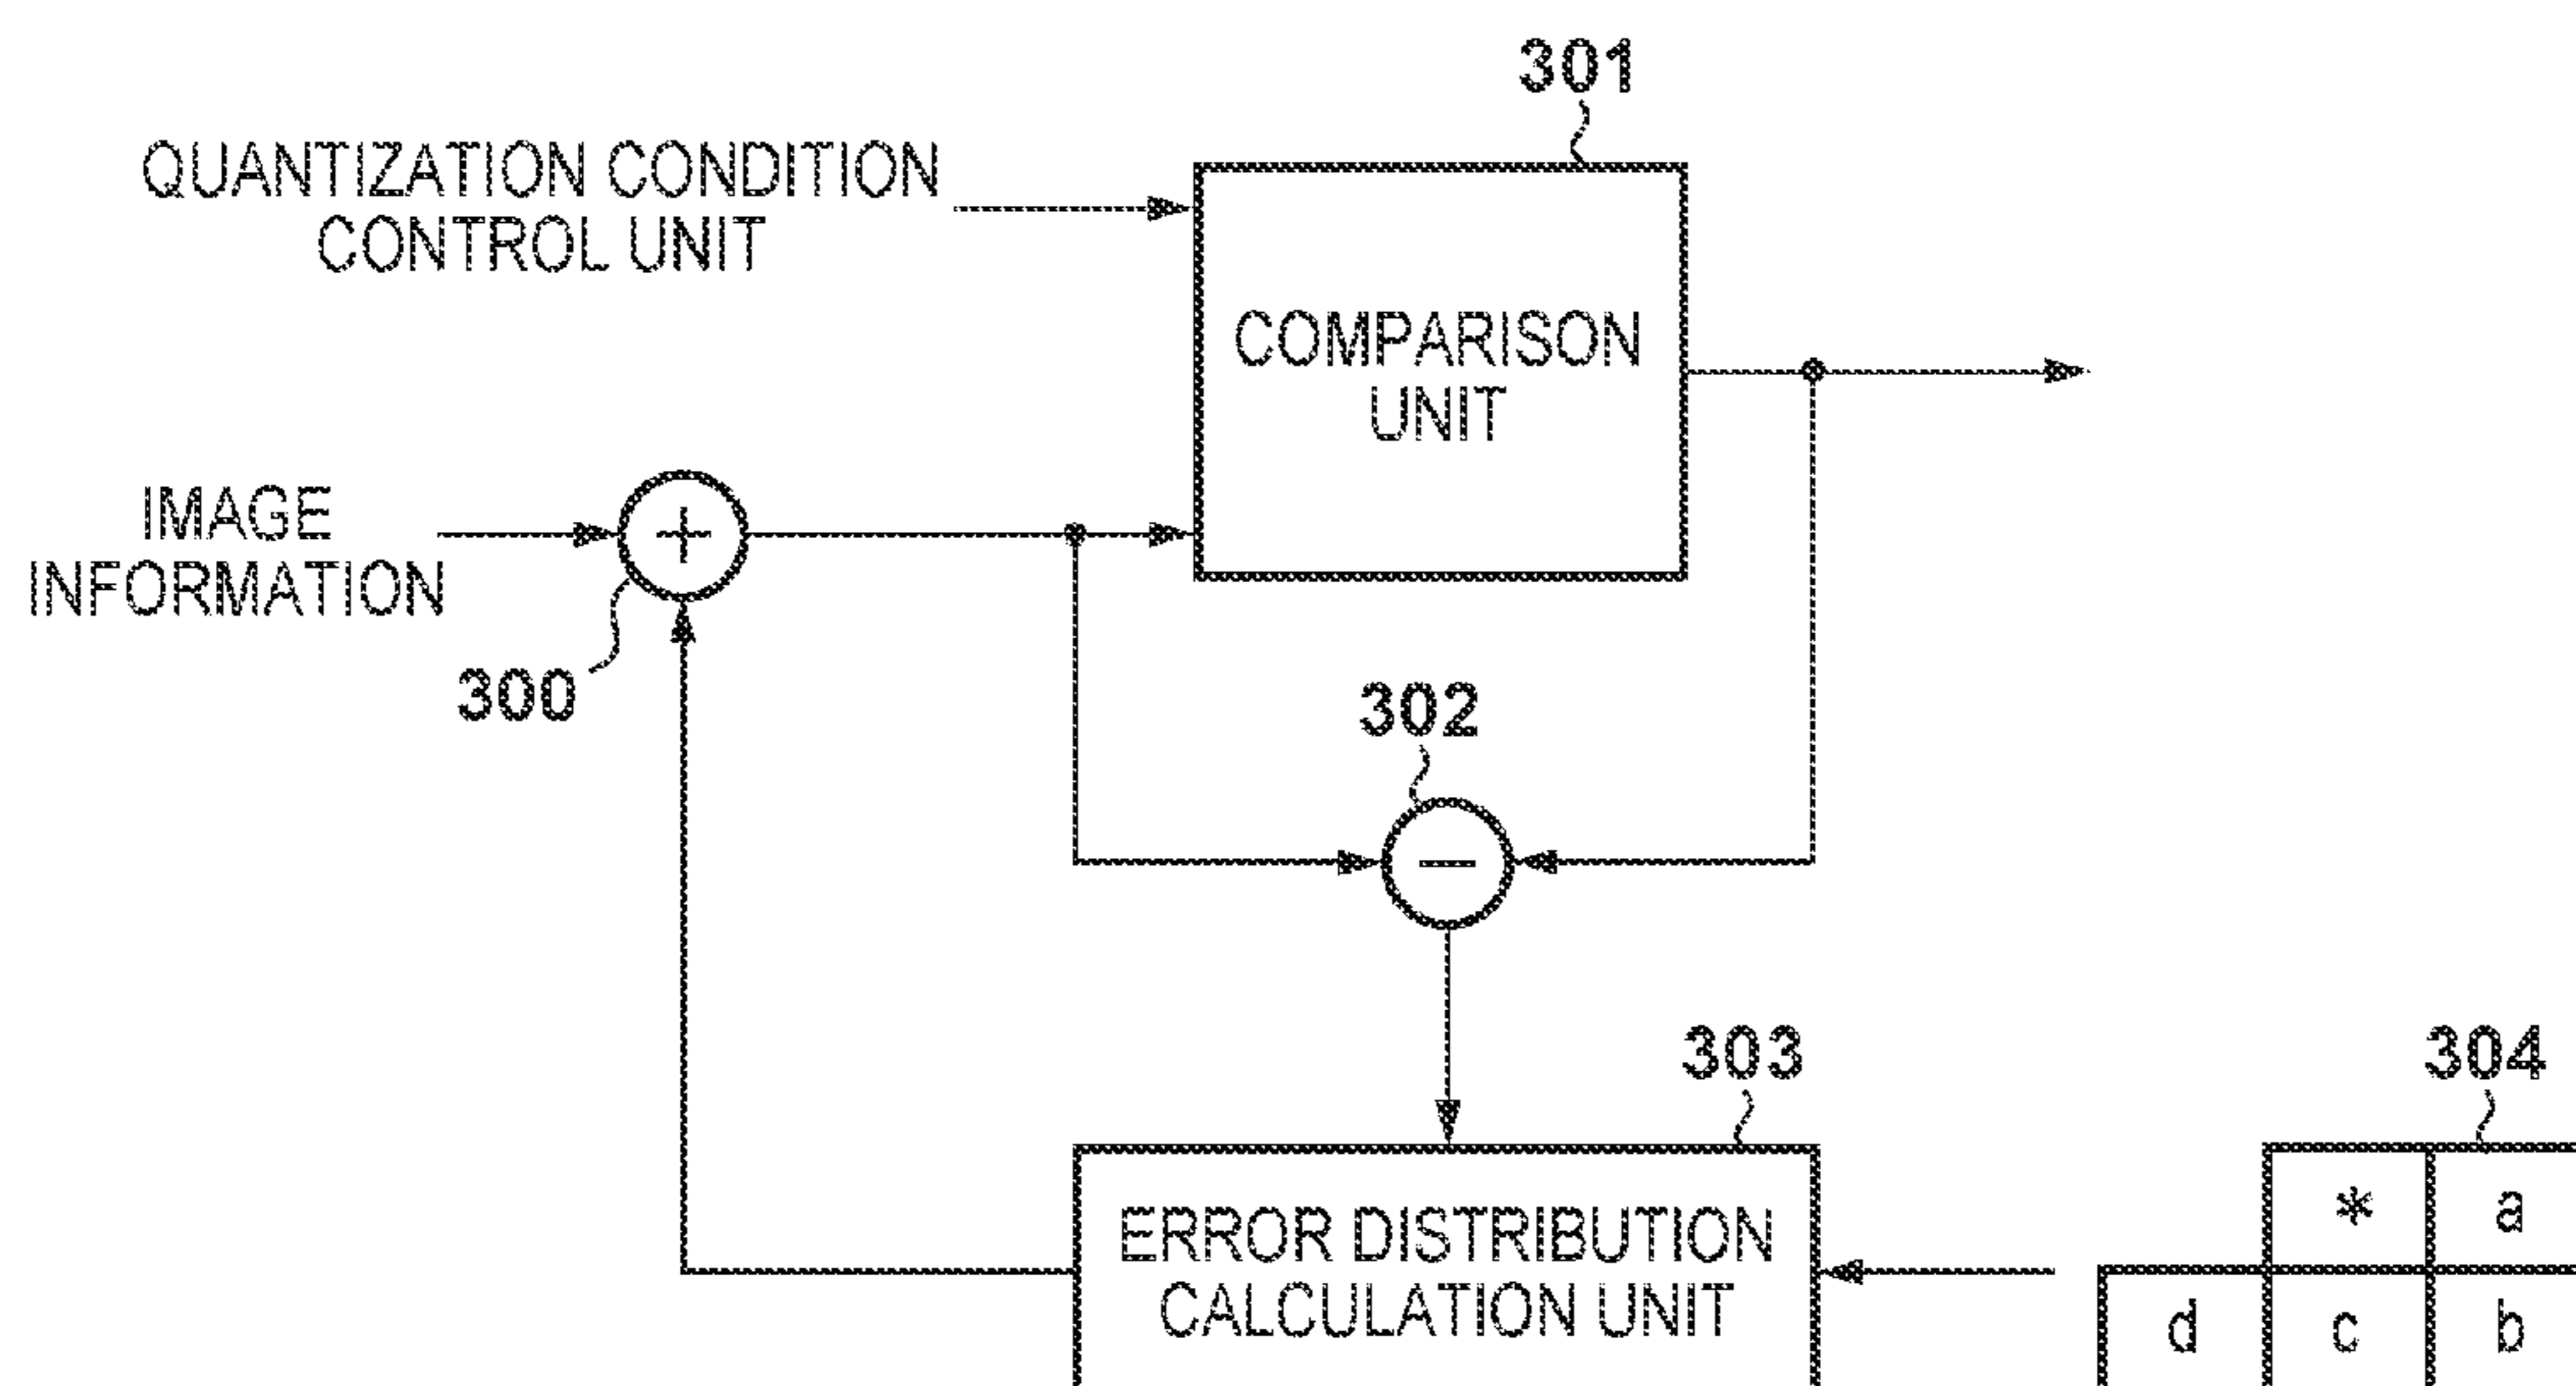 301
QUANTIZATION CONDITION
CONTROL UNIT
COMPARISON
UNIT
IMAGE
INFORMATION
+
300
302
−
303
304
ERROR DISTRIBUTION
CALCULATION UNIT
* a
d c b